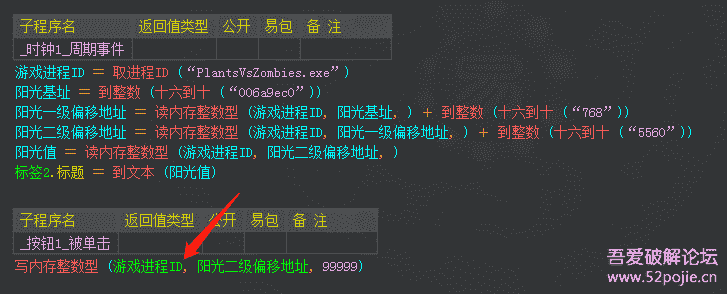 子程序名 返回值类型 公开 易包 备 注
_时钟1_周期事件
游戏进程ID ＝ 取进程ID (“PlantsVsZombies.exe”)
阳光基址 ＝ 到整数 (十六到十 (“006a9ec0”))
阳光一级偏移地址 ＝ 读内存整数型 (游戏进程ID, 阳光基址, ) ＋ 到整数 (十六到十 (“768”))
阳光二级偏移地址 ＝ 读内存整数型 (游戏进程ID, 阳光一级偏移地址, ) ＋ 到整数 (十六到十 (“5560”))
阳光值 ＝ 读内存整数型 (游戏进程ID, 阳光二级偏移地址, )
标签2.标题 ＝ 到文本 (阳光值)
子程序名 返回值类型 公开 易包 备 注
_按钮1_被单击
写内存整数型 (游戏进程ID, 阳光二级偏移地址, 99999)
吾爱破解论坛
www.52pojie.cn